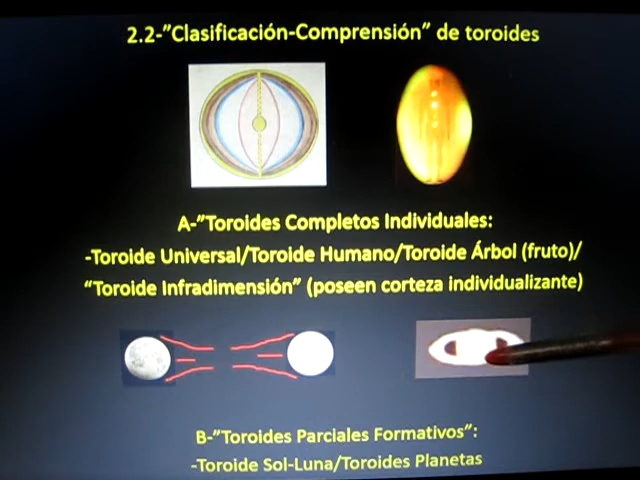 2.2-”Clasificación-Comprensión” de toroides
A-”Toroides Completos Individuales:
-Toroide Universal/Toroide Humano/Toroide Árbol (fruto)/
“Toroide Infradimensión” (poseen corteza individualizante)
B-”Toroides Parciales Formativos”:
-Toroide Sol-Luna/Toroides Planetas